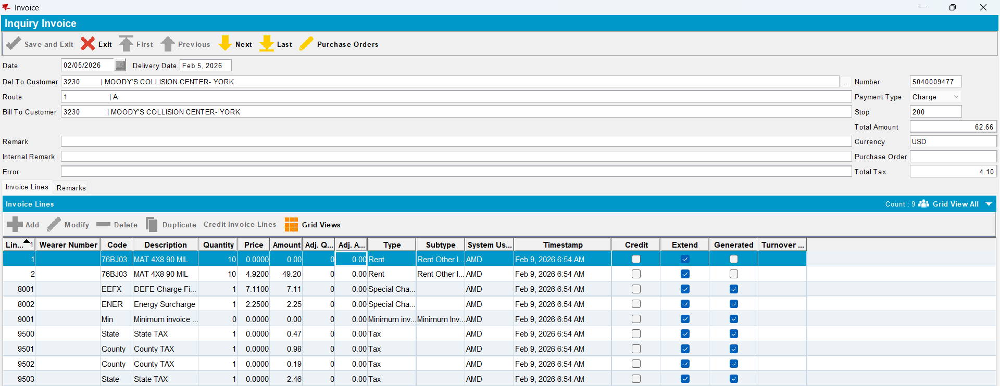 Invoice
Inquiry Invoice
Save and Exit Exit First Previous Next Last Purchase Orders
Date 02/05/2026 Delivery Date Feb 5, 2026
Del To Customer 3230 | MOODY'S COLLISION CENTER- YORK ... Number 5040009477
Route 1 | A Payment Type Charge
Bill To Customer 3230 | MOODY'S COLLISION CENTER- YORK Stop 200
Total Amount 62.66
Remark Currency USD
Internal Remark Purchase Order
Error Total Tax 4.10
Invoice Lines Remarks
Invoice Lines Count : 9 Grid View All
Add Modify Delete Duplicate Credit Invoice Lines Grid Views
Lin... 1 Wearer Number Code Description Quantity Price Amount Adj. Q... Adj. A... Type Subtype System Us... Timestamp Credit Extend Generated Turnover ...
1 76BJ03 MAT 4X8 90 MIL 10 0.0000 0.00 0 0.00 Rent Rent Other I... AMD Feb 9, 2026 6:54 AM
2 76BJ03 MAT 4X8 90 MIL 10 4.9200 49.20 0 0.00 Rent Rent Other I... AMD Feb 9, 2026 6:54 AM
8001 EEFX DEFE Charge Fi... 1 7.1100 7.11 0 0.00 Special Cha... AMD Feb 9, 2026 6:54 AM
8002 ENER Energy Surcharge 1 2.2500 2.25 0 0.00 Special Cha... AMD Feb 9, 2026 6:54 AM
9001 Min Minimum invoice ... 0 0.0000 0.00 0 0.00 Minimum inv... Minimum Inv... AMD Feb 9, 2026 6:54 AM
9500 State State TAX 1 0.0000 0.47 0 0.00 Tax AMD Feb 9, 2026 6:54 AM
9501 County County TAX 1 0.0000 0.98 0 0.00 Tax AMD Feb 9, 2026 6:54 AM
9502 County County TAX 1 0.0000 0.19 0 0.00 Tax AMD Feb 9, 2026 6:54 AM
9503 State State TAX 1 0.0000 2.46 0 0.00 Tax AMD Feb 9, 2026 6:54 AM